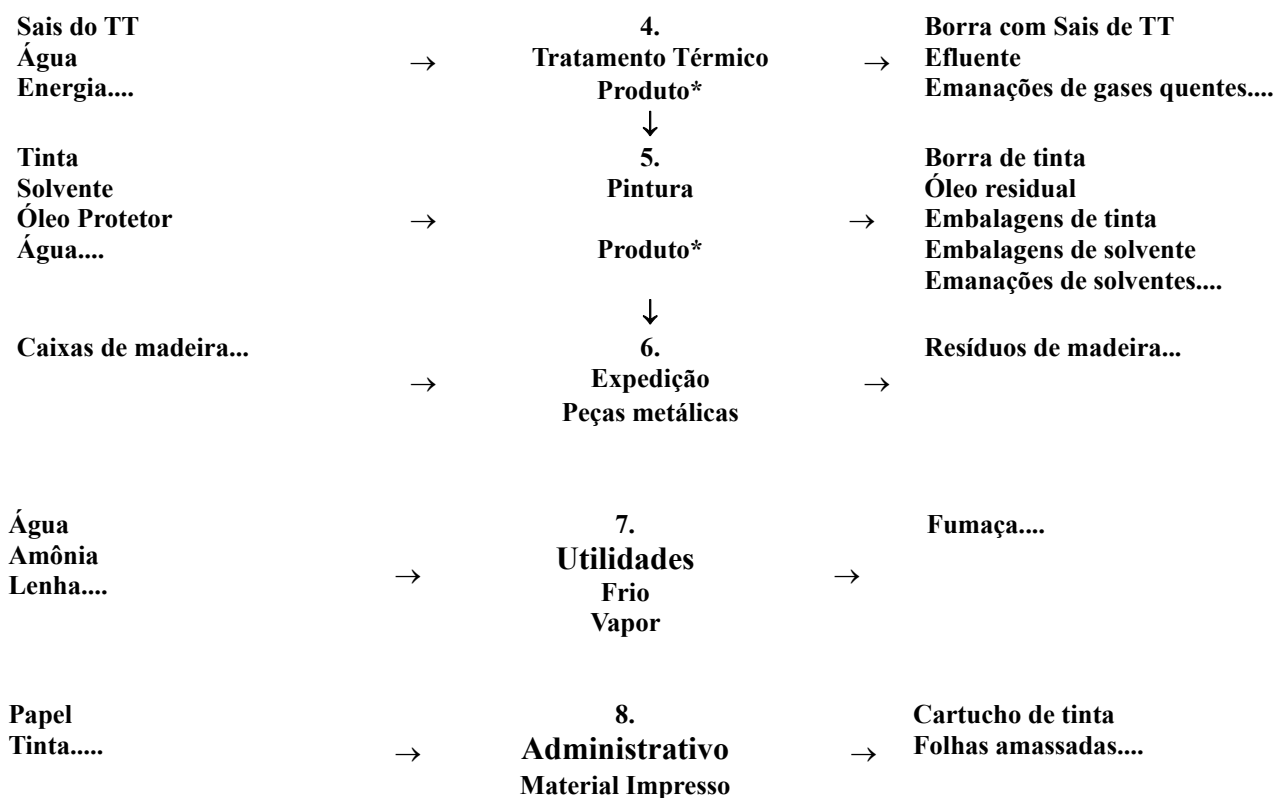 Sais do TT
Água
Energia....
→
4.
Tratamento Térmico
Produto*
→
Borra com Sais de TT
Efluente
Emanações de gases quentes....
↓
Tinta
Solvente
Óleo Protetor
Água....
→
5.
Pintura
Produto*
→
Borra de tinta
Óleo residual
Embalagens de tinta
Embalagens de solvente
Emanações de solventes....
↓
Caixas de madeira...
→
6.
Expedição
Peças metálicas
→
Resíduos de madeira...
Água
Amônia
Lenha....
→
7.
Utilidades
Frio
Vapor
→
Fumaça....
Papel
Tinta.....
→
8.
Administrativo
Material Impresso
→
Cartucho de tinta
Folhas amassadas....